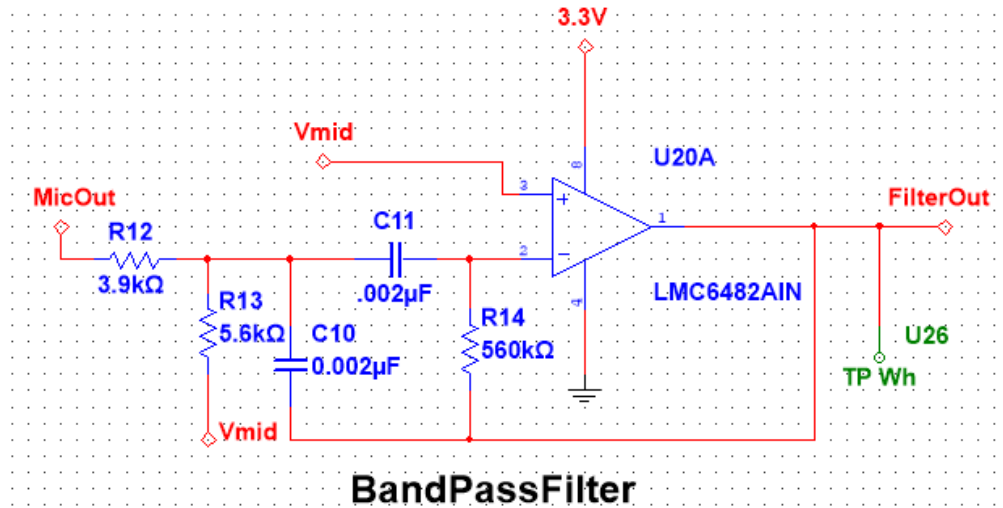 3.3V
Vmid
U20A
8
3
+
MicOut
FilterOut
R12
C11
1
2
−
3.9kΩ
.002µF
LMC6482AIN
4
R13
5.6kΩ
C10
0.002µF
R14
560kΩ
U26
TP Wh
Vmid
BandPassFilter